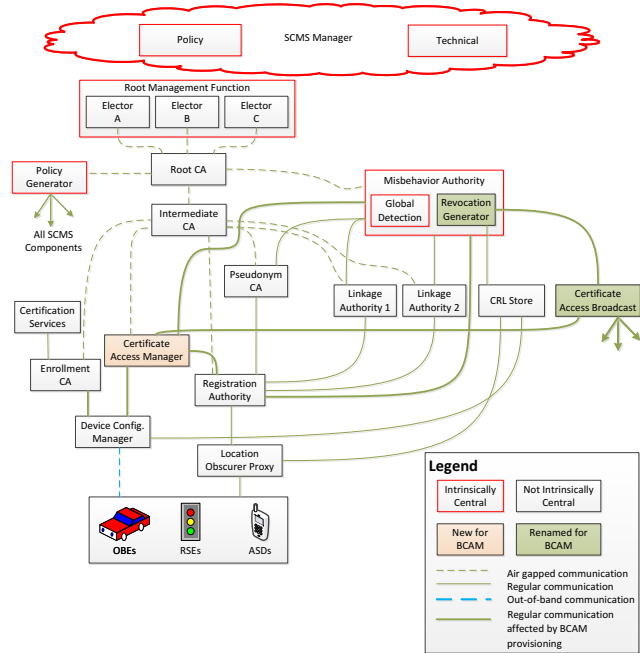 Policy
SCMS Manager
Technical
Root Management Function
Elector
A
Elector
B
Elector
C
Policy
Generator
Root CA
All SCMS
Components
Intermediate
CA
Misbehavior Authority
Global
Detection
Revocation
Generator
Pseudonym
CA
Linkage
Authority 1
Linkage
Authority 2
CRL Store
Certificate
Access Broadcast
Certification
Services
Certificate
Access Manager
Enrollment
CA
Registration
Authority
Device Config.
Manager
Location
Obscurer Proxy
OBEs
RSEs
ASDs
Legend
Intrinsically
Central
Not Intrinsically
Central
New for
BCAM
Renamed for
BCAM
Air gapped communication
Regular communication
Out-of-band communication
Regular communication
affected by BCAM
provisioning